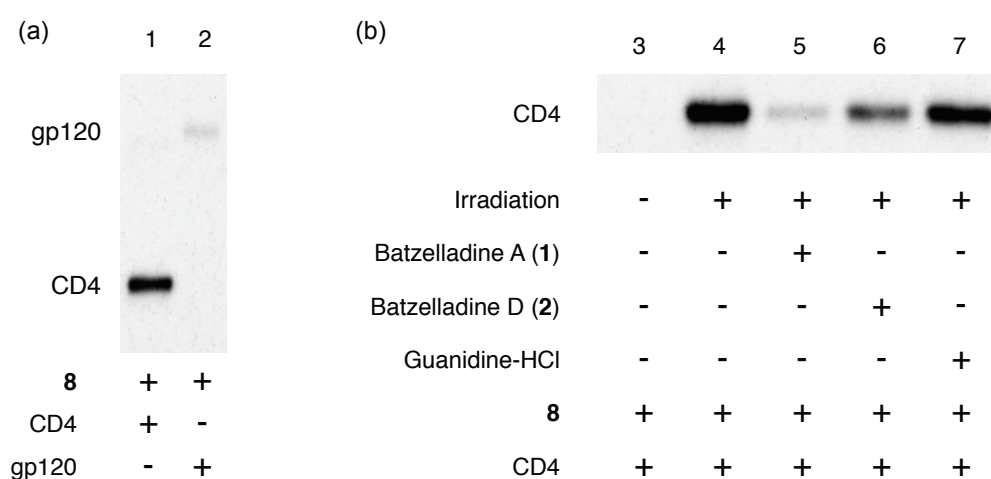 (a)
1 2
gp120
CD4
8 + +
CD4 + -
gp120 - +
(b)
3 4 5 6 7
CD4
Irradiation - + + + +
Batzelladine A (1) - - + - -
Batzelladine D (2) - - - + -
Guanidine-HCl - - - - +
8 + + + + +
CD4 + + + + +